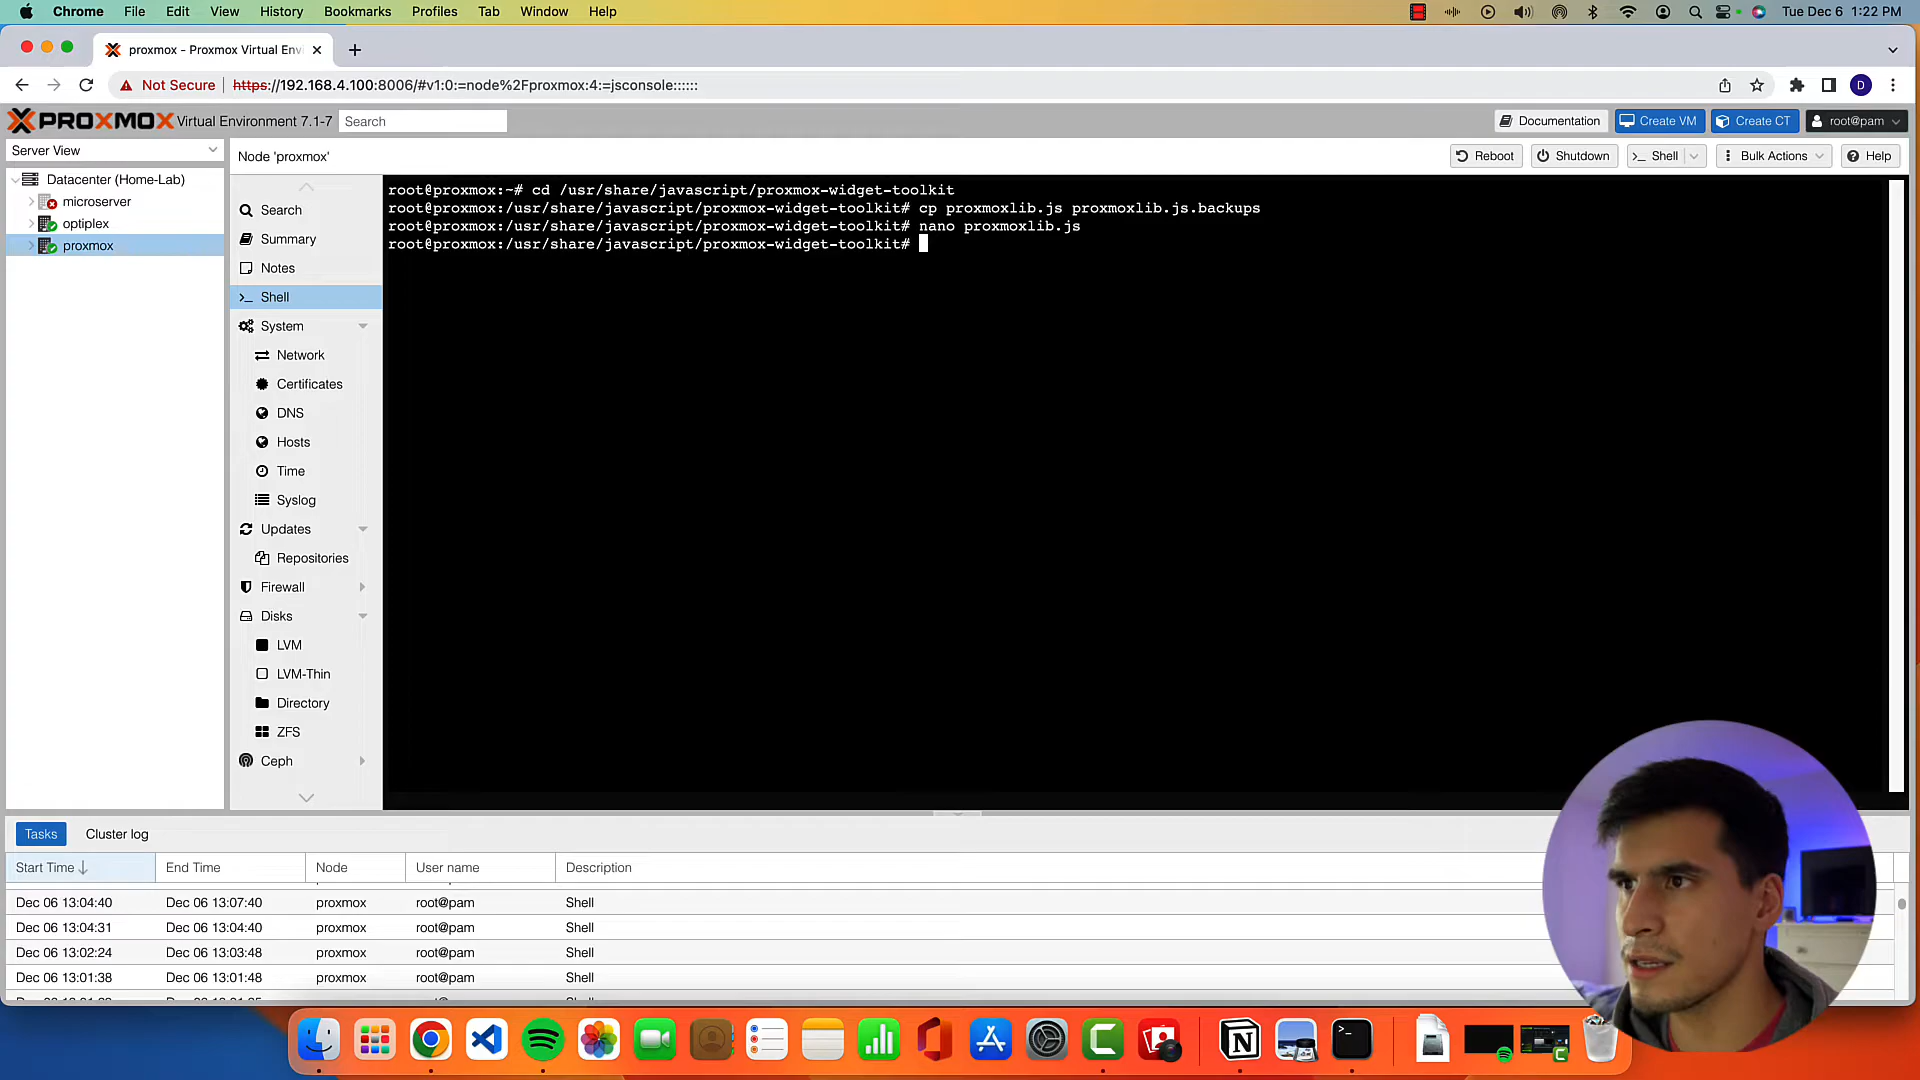 Chrome File Edit View History Bookmarks Profiles Tab Window Help Tue Dec 6 1:22 PM
proxmox - Proxmox Virtual Envi
Not Secure https://192.168.4.100:8006/#v1:0:=node%2Fproxmox:4:=jsconsole::::::
D
PROXMOX Virtual Environment 7.1-7 Search Documentation Create VM Create CT root@pam
Server View
Node 'proxmox' Reboot Shutdown Shell Bulk Actions Help
Datacenter (Home-Lab)
microserver
optiplex
proxmox
Search
Summary
Notes
Shell
System
Network
Certificates
DNS
Hosts
Time
Syslog
Updates
Repositories
Firewall
Disks
LVM
LVM-Thin
Directory
ZFS
Ceph
root@proxmox:~# cd /usr/share/javascript/proxmox-widget-toolkit
root@proxmox:/usr/share/javascript/proxmox-widget-toolkit# cp proxmoxlib.js proxmoxlib.js.backups
root@proxmox:/usr/share/javascript/proxmox-widget-toolkit# nano proxmoxlib.js
root@proxmox:/usr/share/javascript/proxmox-widget-toolkit#
Tasks Cluster log
Start Time End Time Node User name Description
Dec 06 13:04:40 Dec 06 13:07:40 proxmox root@pam Shell
Dec 06 13:04:31 Dec 06 13:04:40 proxmox root@pam Shell
Dec 06 13:02:24 Dec 06 13:03:48 proxmox root@pam Shell
Dec 06 13:01:38 Dec 06 13:01:48 proxmox root@pam Shell